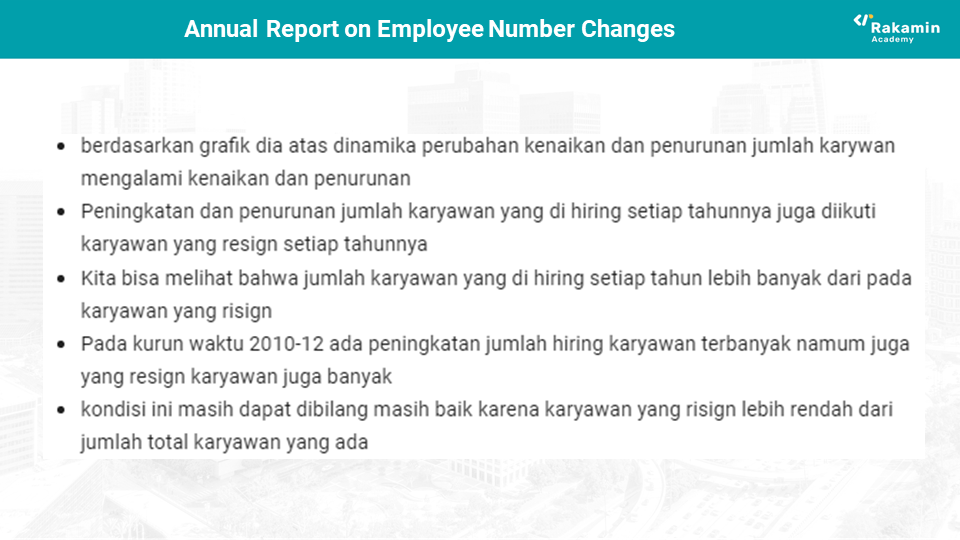 Annual Report on Employee Number Changes
Rakamin
Academy
berdasarkan grafik dia atas dinamika perubahan kenaikan dan penurunan jumlah karywan
mengalami kenaikan dan penurunan
Peningkatan dan penurunan jumlah karyawan yang di hiring setiap tahunnya juga diikuti
karyawan yang resign setiap tahunnya
Kita bisa melihat bahwa jumlah karyawan yang di hiring setiap tahun lebih banyak dari pada
karyawan yang risign
Pada kurun waktu 2010-12 ada peningkatan jumlah hiring karyawan terbanyak namum juga
yang resign karyawan juga banyak
kondisi ini masih dapat dibilang masih baik karena karyawan yang risign lebih rendah dari
jumlah total karyawan yang ada